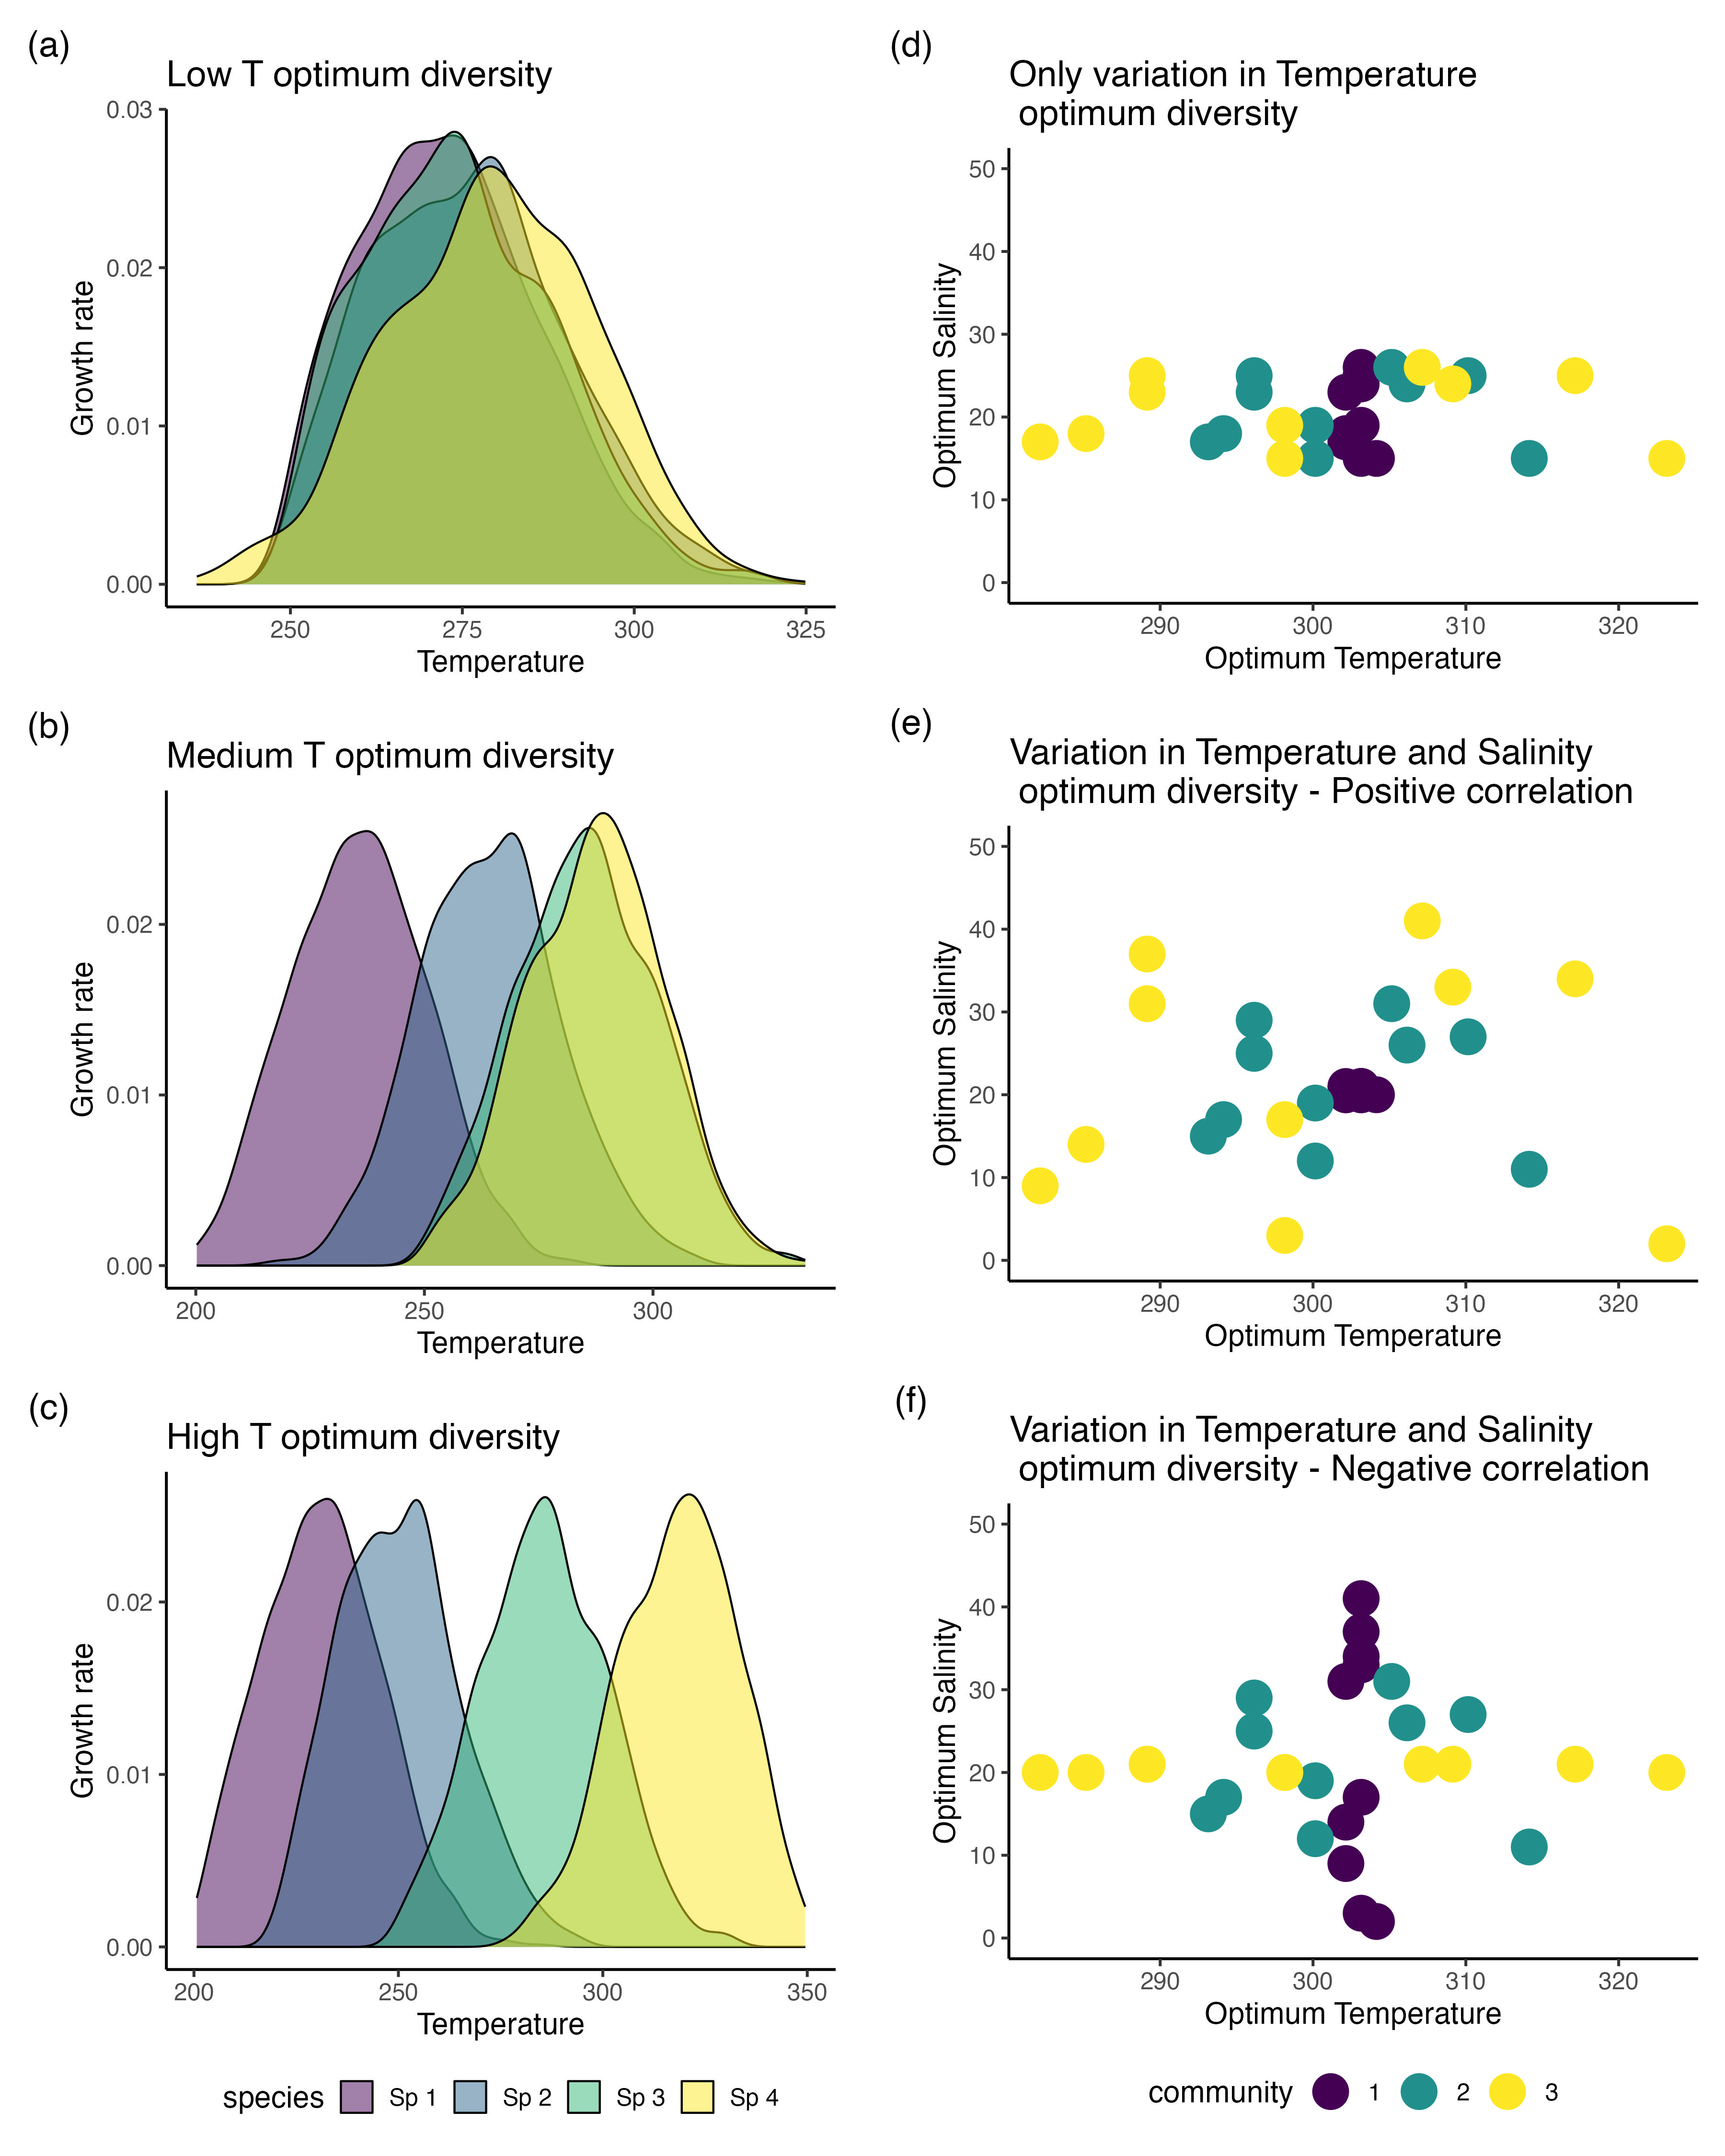 (a)
Low T optimum diversity
0.03
0.02
0.01
0.00
Growth rate
250 275 300 325
Temperature
(b)
Medium T optimum diversity
0.02
0.01
0.00
Growth rate
200 250 300
Temperature
(c)
High T optimum diversity
0.02
0.01
0.00
Growth rate
200 250 300 350
Temperature
species Sp 1 Sp 2 Sp 3 Sp 4
(d)
Only variation in Temperature
optimum diversity
50
40
30
20
10
0
Optimum Salinity
290 300 310 320
Optimum Temperature
(e)
Variation in Temperature and Salinity
optimum diversity - Positive correlation
50
40
30
20
10
0
Optimum Salinity
290 300 310 320
Optimum Temperature
(f)
Variation in Temperature and Salinity
optimum diversity - Negative correlation
50
40
30
20
10
0
Optimum Salinity
290 300 310 320
Optimum Temperature
community 1 2 3